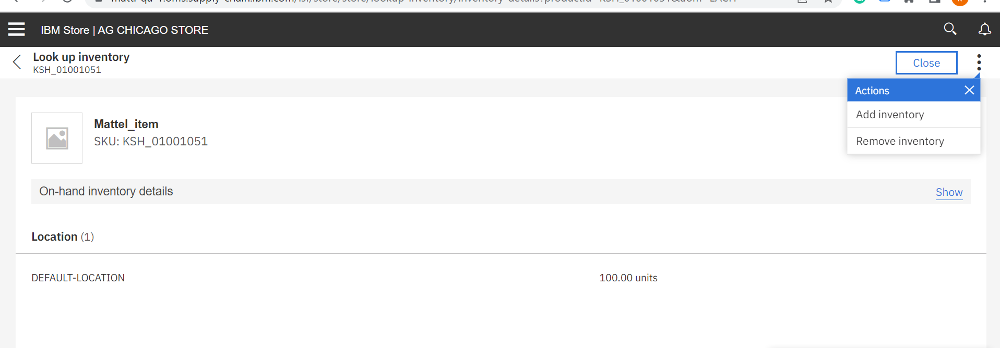 IBM Store | AG CHICAGO STORE
Look up inventory
KSH_01001051
Close
Actions
Add inventory
Remove inventory
Mattel_item
SKU: KSH_01001051
On-hand inventory details
Show
Location (1)
DEFAULT-LOCATION
100.00 units